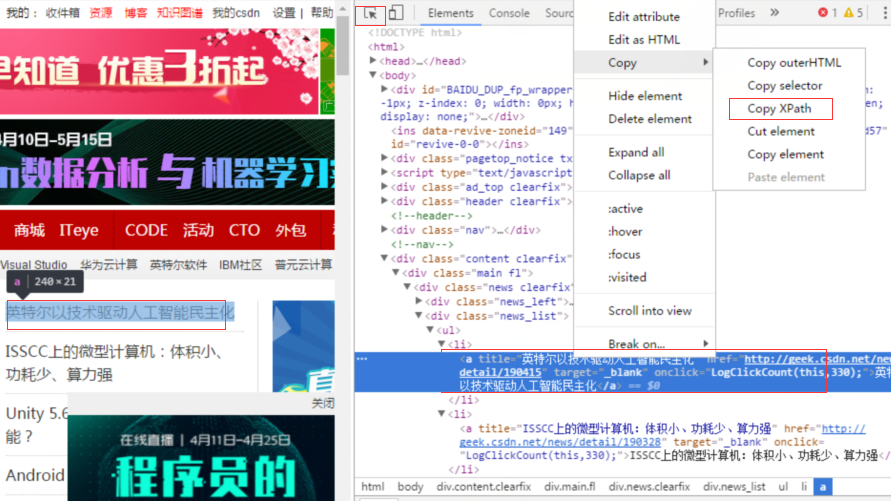 我的： 收件箱 资源 博客 知识图谱 我的csdn 设置 | 帮助
早知道 优惠3折起
4月10日-5月15日
数据分析 与 机器学习
商城 ITeye CODE 活动 CTO 外包
Visual Studio 华为云计算 英特尔软件 IBM社区 普元云计算
a | 240 × 21
英特尔以技术驱动人工智能民主化
ISSCC上的微型计算机：体积小、
功耗少、算力强
Unity 5.6
能？
关闭
Android
在线直播 | 4月11日-4月25日
程序员的
Elements Console Sourc Profiles » 1 5
<!DOCTYPE html>
<html>
<head>…</head>
<body>
<div id="BAIDU_DUP_fp_wrapper
-1px; z-index: 0; width: 0px; h en;
display: none;">…</div>
<ins data-revive-zoneid="149" d57"
id="revive-0-0"></ins>
<div class="pagetop_notice tx
<script type="text/javascript
<div class="ad_top clearfix">
<div class="header clearfix">
<!--header-->
<div class="nav">…</div>
<!--nav-->
<div class="content clearfix"
<div class="main fl">
<div class="news clearfix
<div class="news_left">…
<div class="news_list">
<ul>
<li>
<a title="英特尔以技术驱动人工智能民主化" href="http://geek.csdn.net/new
detail/190415" target="_blank" onclick="LogClickCount(this,330);">英特
以技术驱动人工智能民主化</a> == $0
</li>
<li>
<a title="ISSCC上的微型计算机：体积小、功耗少、算力强" href="http://
geek.csdn.net/news/detail/190328" target="_blank" onclick=
"LogClickCount(this,330);">ISSCC上的微型计算机：体积小、功耗少、算力强</a>
</li>
html body div.content.clearfix div.main.fl div.news.clearfix div.news_list ul li a
Edit attribute
Edit as HTML
Copy
Hide element
Delete element
Expand all
Collapse all
:active
:hover
:focus
:visited
Scroll into view
Break on...
Copy outerHTML
Copy selector
Copy XPath
Cut element
Copy element
Paste element